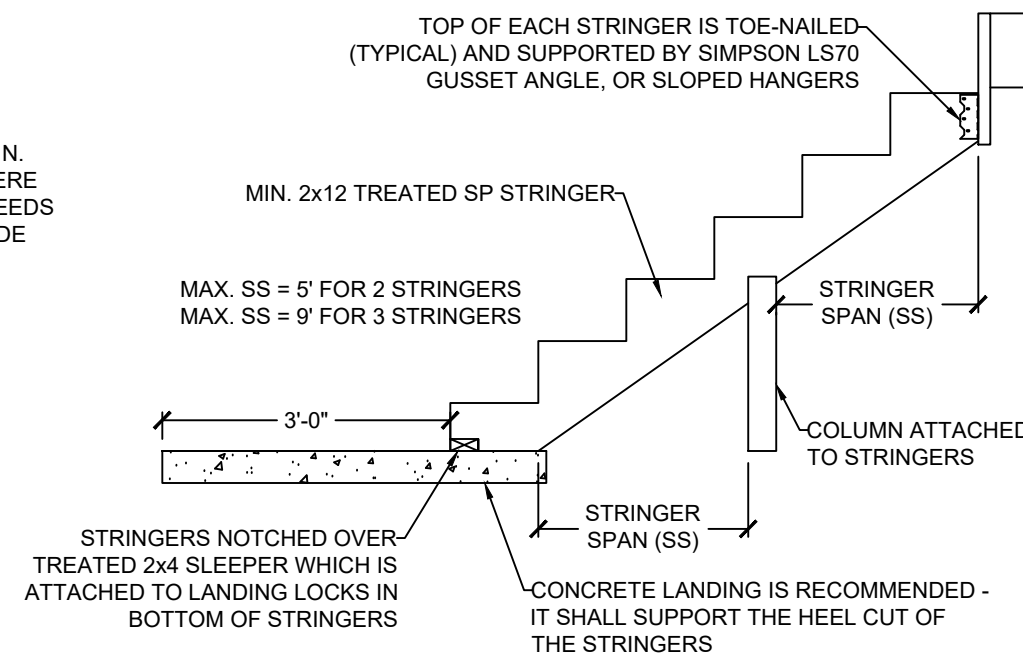 TOP OF EACH STRINGER IS TOE-NAILED
(TYPICAL) AND SUPPORTED BY SIMPSON LS70
GUSSET ANGLE, OR SLOPED HANGERS
N.
ERE
EEDS
DE
MIN. 2x12 TREATED SP STRINGER
MAX. SS = 5' FOR 2 STRINGERS
MAX. SS = 9' FOR 3 STRINGERS
STRINGER
SPAN (SS)
3'-0"
COLUMN ATTACHED
TO STRINGERS
STRINGER
SPAN (SS)
STRINGERS NOTCHED OVER
TREATED 2x4 SLEEPER WHICH IS
ATTACHED TO LANDING LOCKS IN
BOTTOM OF STRINGERS
CONCRETE LANDING IS RECOMMENDED -
IT SHALL SUPPORT THE HEEL CUT OF
THE STRINGERS